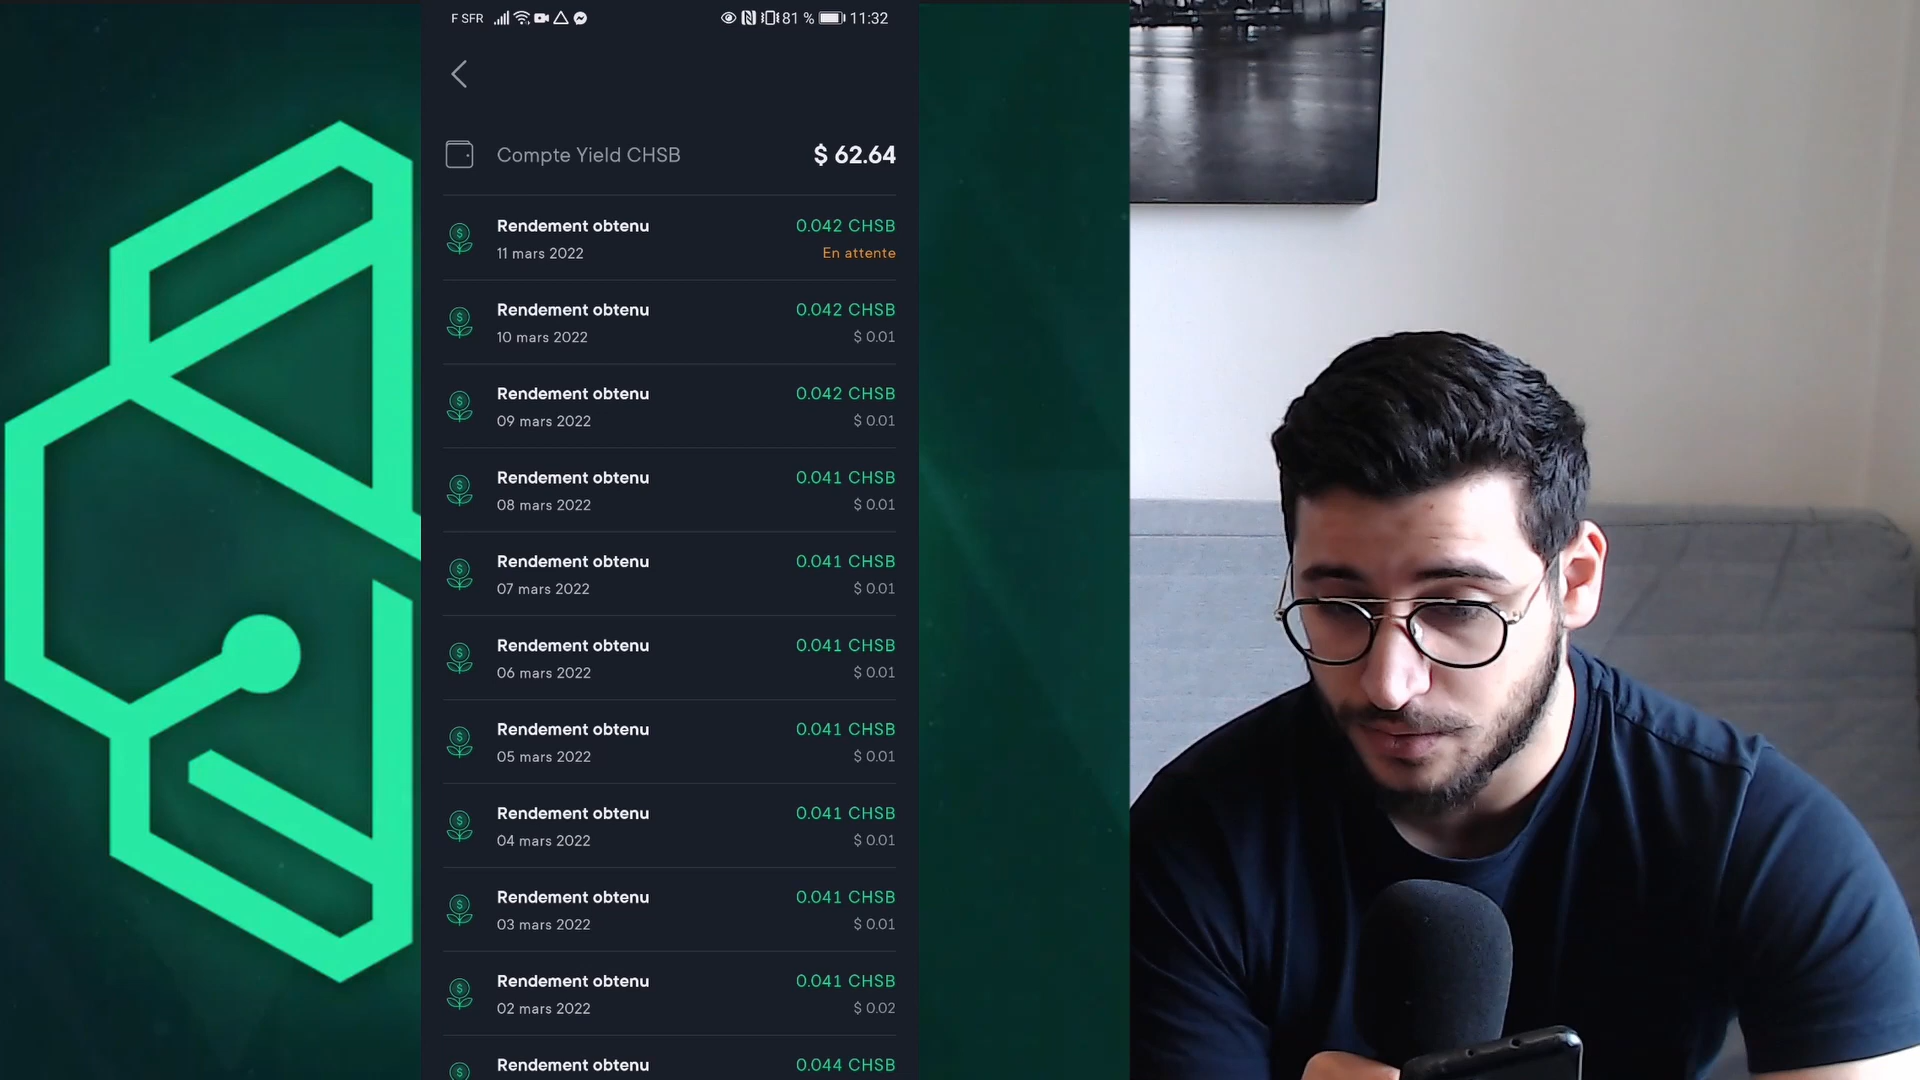 F SFR 81 % 11:32
Compte Yield CHSB $ 62.64
Rendement obtenu 0.042 CHSB
11 mars 2022 En attente
Rendement obtenu 0.042 CHSB
10 mars 2022 $ 0.01
Rendement obtenu 0.042 CHSB
09 mars 2022 $ 0.01
Rendement obtenu 0.041 CHSB
08 mars 2022 $ 0.01
Rendement obtenu 0.041 CHSB
07 mars 2022 $ 0.01
Rendement obtenu 0.041 CHSB
06 mars 2022 $ 0.01
Rendement obtenu 0.041 CHSB
05 mars 2022 $ 0.01
Rendement obtenu 0.041 CHSB
04 mars 2022 $ 0.01
Rendement obtenu 0.041 CHSB
03 mars 2022 $ 0.01
Rendement obtenu 0.041 CHSB
02 mars 2022 $ 0.02
Rendement obtenu 0.044 CHSB